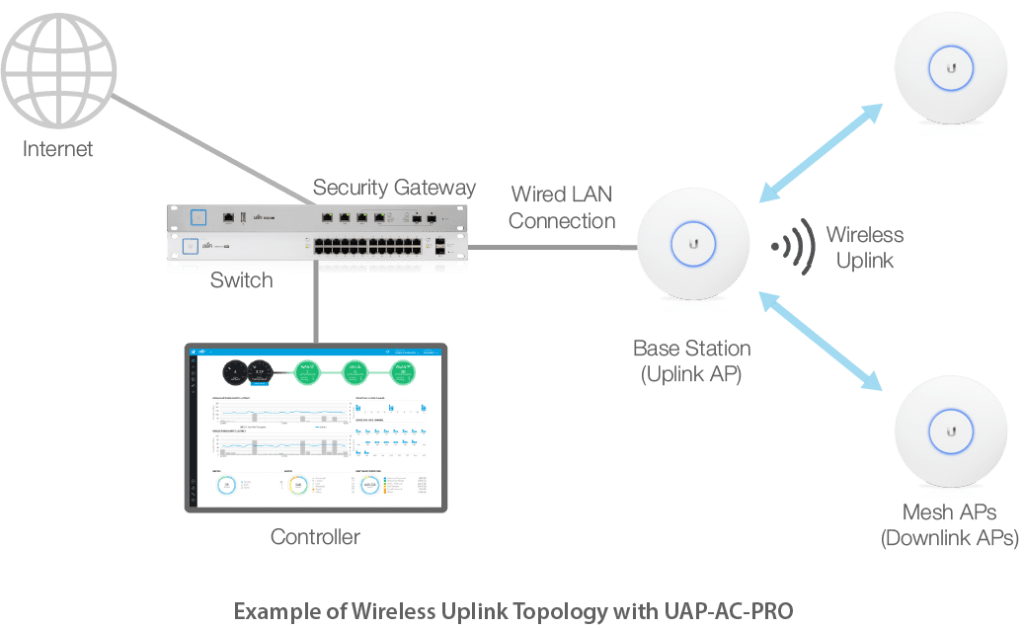 Internet
Security Gateway
Wired LAN
Connection
Switch
Wireless
Uplink
Base Station
(Uplink AP)
Controller
Mesh APs
(Downlink APs)
Example of Wireless Uplink Topology with UAP-AC-PRO